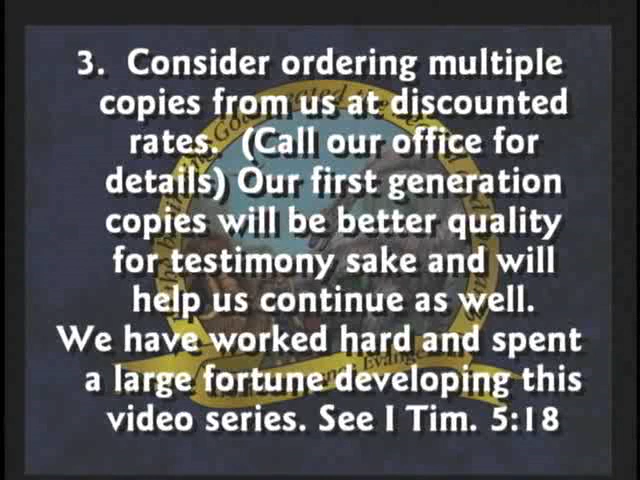 3. Consider ordering multiple
copies from us at discounted
rates. (Call our office for
details) Our first generation
copies will be better quality
for testimony sake and will
help us continue as well.
We have worked hard and spent
a large fortune developing this
video series. See I Tim. 5:18